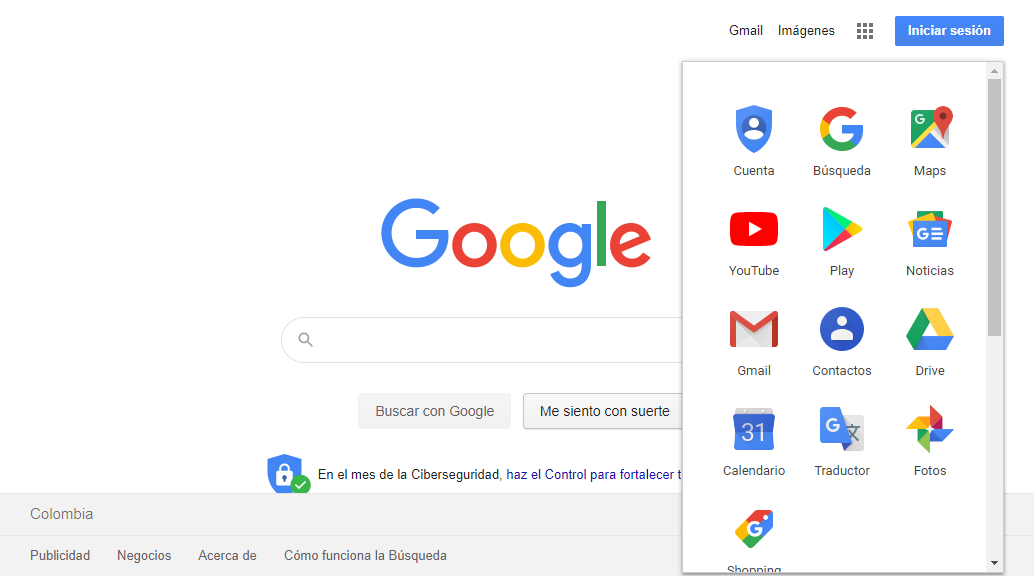 Gmail Imágenes Iniciar sesión
Google
Buscar con Google Me siento con suerte
En el mes de la Ciberseguridad, haz el Control para fortalecer
Cuenta Búsqueda Maps
YouTube Play Noticias
Gmail Contactos Drive
31
Calendario Traductor Fotos
Shopping
Colombia
Publicidad Negocios Acerca de Cómo funciona la Búsqueda